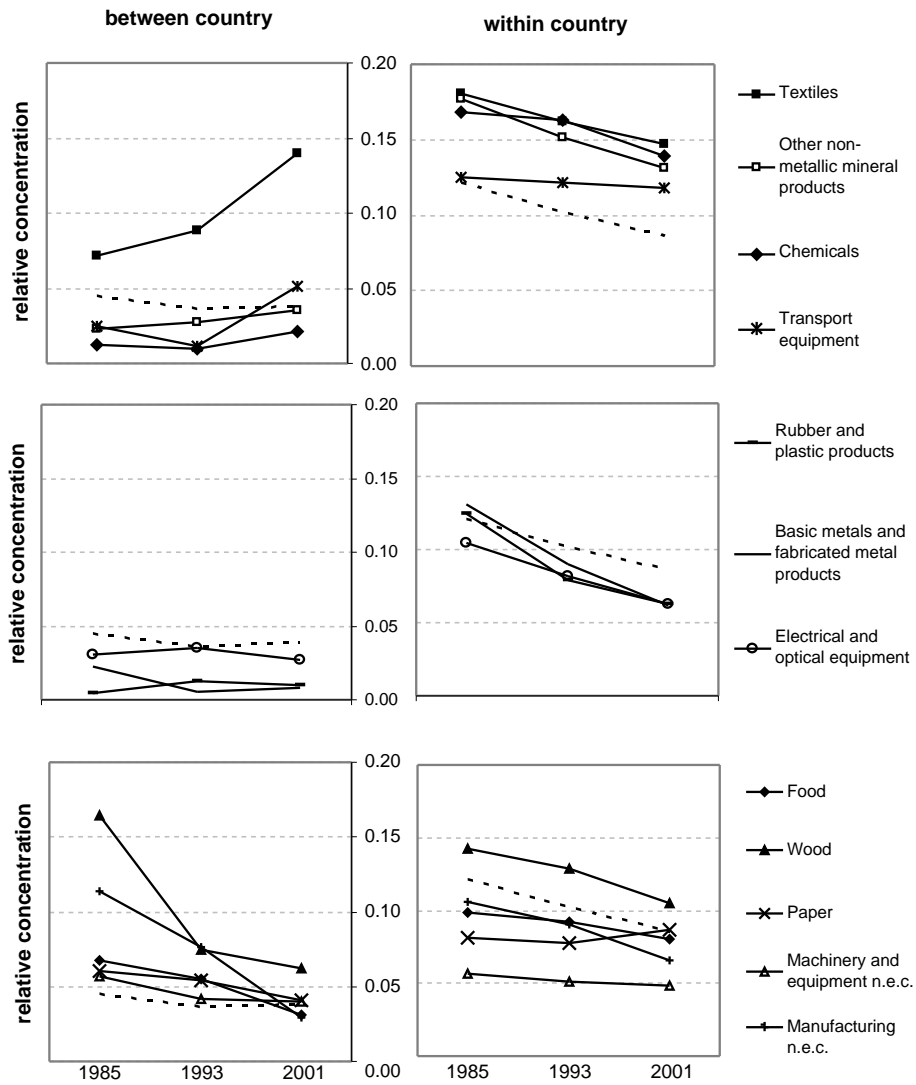 between country
within country
relative concentration
0.20
0.15
0.10
0.05
0.00
Textiles
Other non-
metallic mineral
products
Chemicals
Transport
equipment
relative concentration
0.20
0.15
0.10
0.05
0.00
Rubber and
plastic products
Basic metals and
fabricated metal
products
Electrical and
optical equipment
relative concentration
0.20
0.15
0.10
0.05
0.00
Food
Wood
Paper
Machinery and
equipment n.e.c.
Manufacturing
n.e.c.
1985 1993 2001
1985 1993 2001